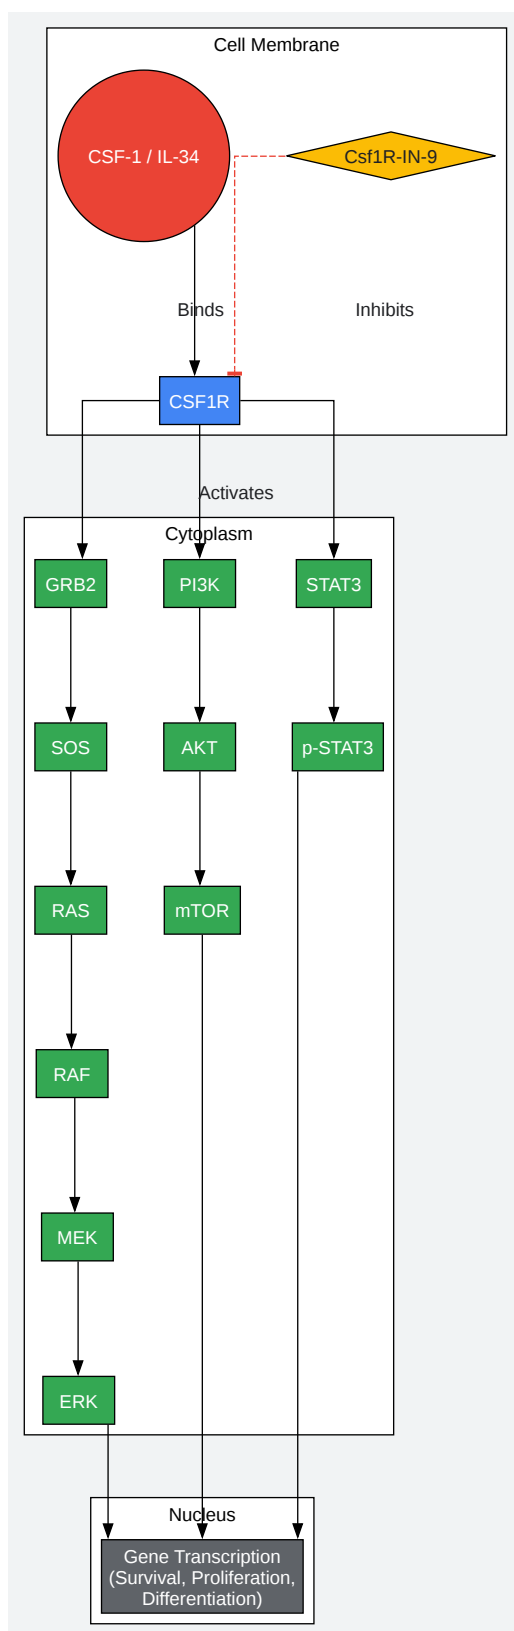 Cell Membrane
CSF-1 / IL-34
Csf1R-IN-9
Binds
Inhibits
CSF1R
Activates
Cytoplasm
GRB2
PI3K
STAT3
SOS
AKT
p-STAT3
RAS
mTOR
RAF
MEK
ERK
Nucleus
Gene Transcription
(Survival, Proliferation,
Differentiation)